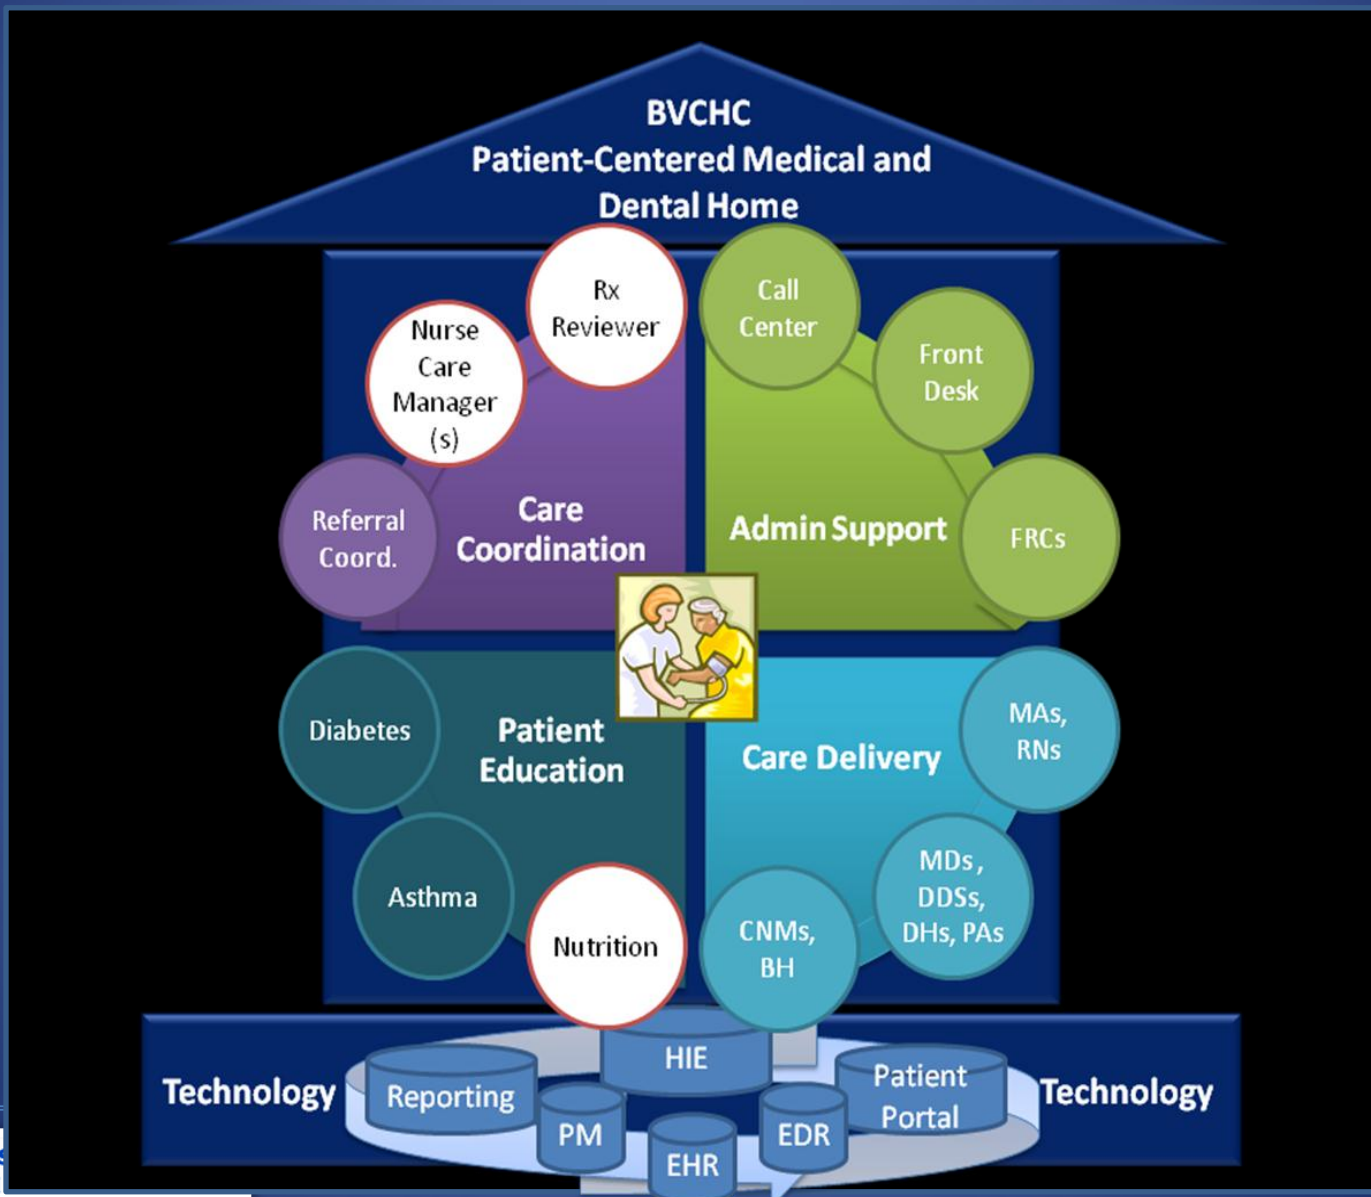 BVCHC
Patient-Centered Medical and
Dental Home
Rx
Reviewer
Call
Center
Nurse
Care
Manager
(s)
Front
Desk
Referral
Coord.
Care
Coordination
Admin Support
FRCs
Diabetes
Patient
Education
Care Delivery
MAs,
RNs
Asthma
Nutrition
CNMs,
BH
MDs ,
DDSs,
DHs, PAs
Technology
Reporting
HIE
Patient
Portal
Technology
PM
EHR
EDR